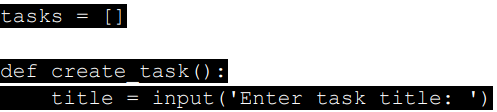 tasks = []
def create_task():
    title = input('Enter task title: ')